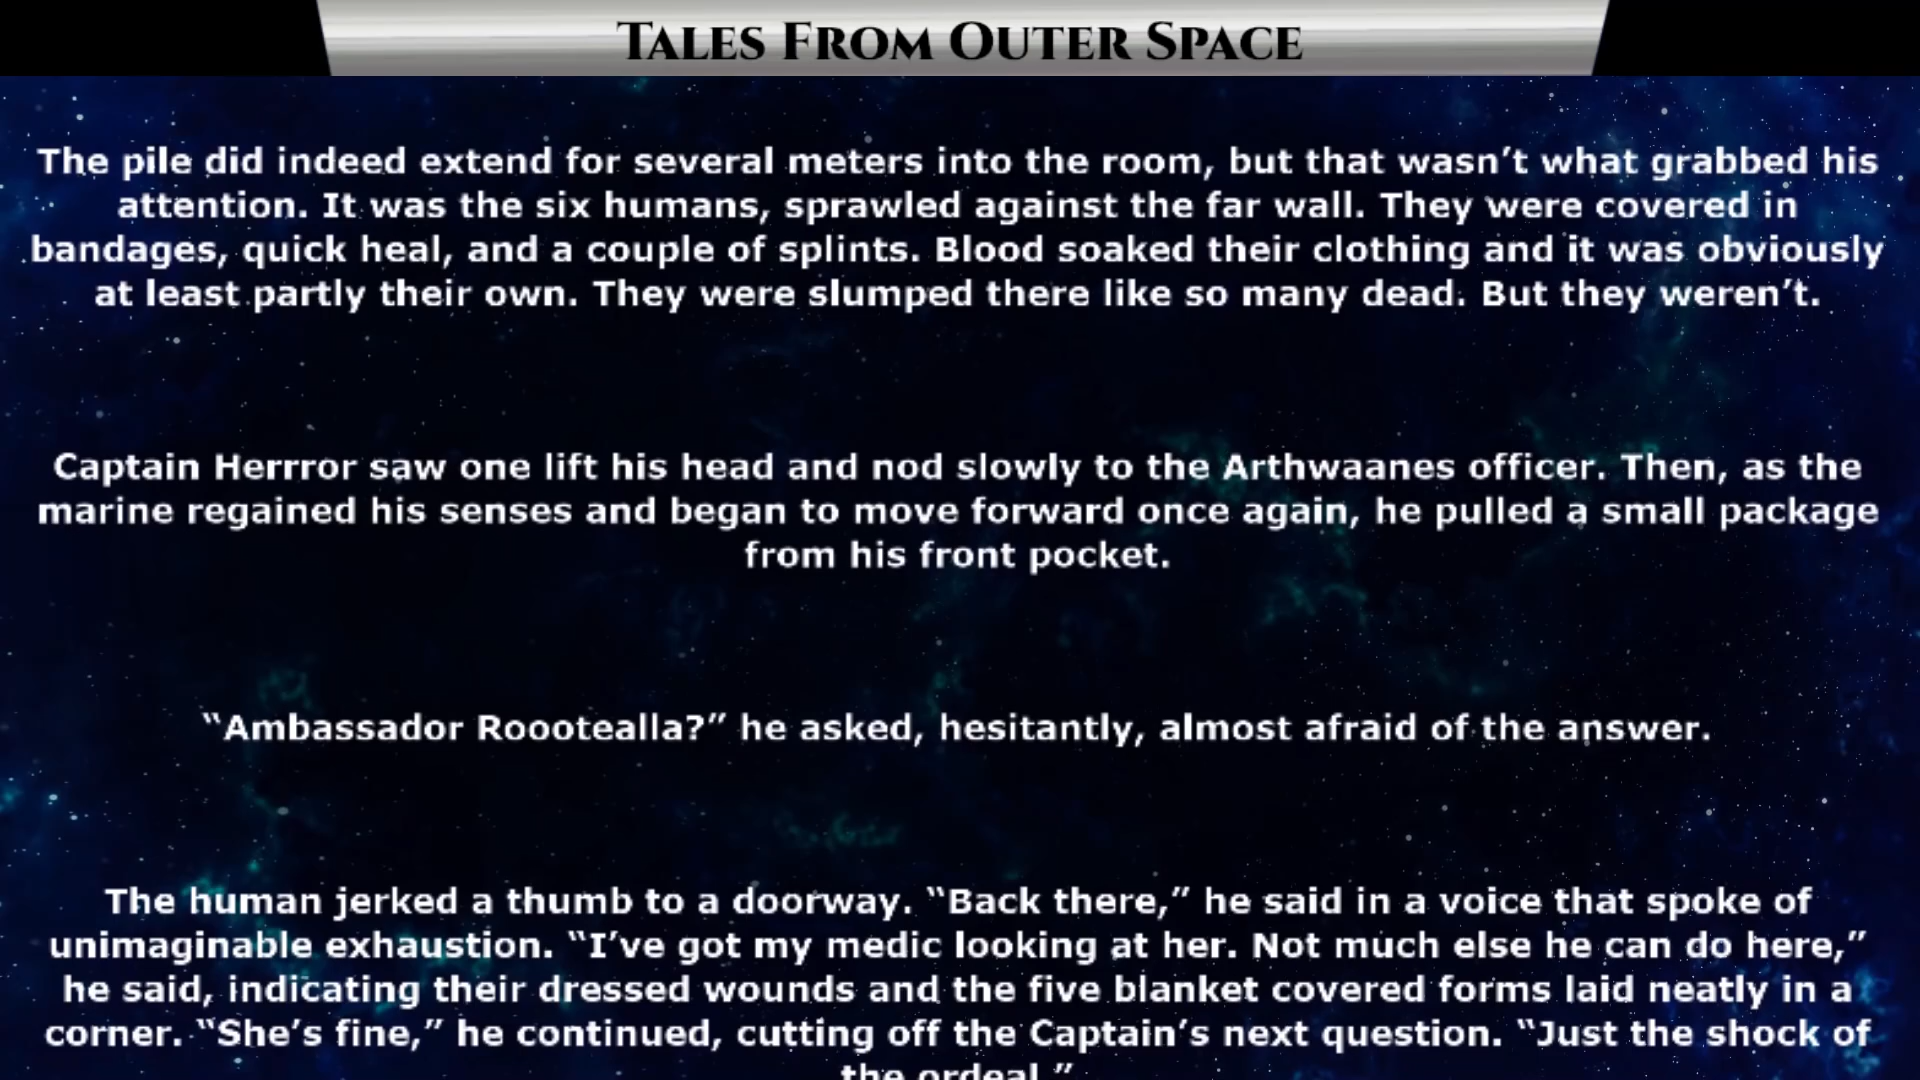 Tales From Outer Space
The pile did indeed extend for several meters into the room, but that wasn’t what grabbed his
attention. It was the six humans, sprawled against the far wall. They were covered in
bandages, quick heal, and a couple of splints. Blood soaked their clothing and it was obviously
at least partly their own. They were slumped there like so many dead. But they weren’t.
Captain Herrror saw one lift his head and nod slowly to the Arthwaanes officer. Then, as the
marine regained his senses and began to move forward once again, he pulled a small package
from his front pocket.
“Ambassador Roootealla?” he asked, hesitantly, almost afraid of the answer.
The human jerked a thumb to a doorway. “Back there,” he said in a voice that spoke of
unimaginable exhaustion. “I’ve got my medic looking at her. Not much else he can do here,”
he said, indicating their dressed wounds and the five blanket covered forms laid neatly in a
corner. “She’s fine,” he continued, cutting off the Captain’s next question. “Just the shock of
the ordeal.”